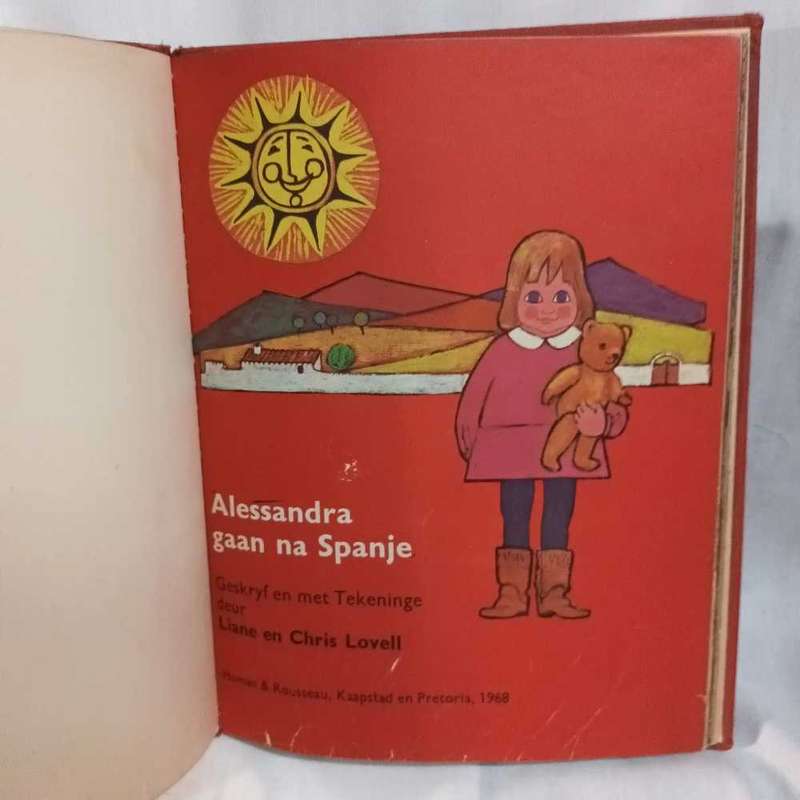 Alessandra
gaan na Spanje
Geskryf en met Tekeninge
deur
Liane en Chris Lovell
Human & Rousseau, Kaapstad en Pretoria, 1968